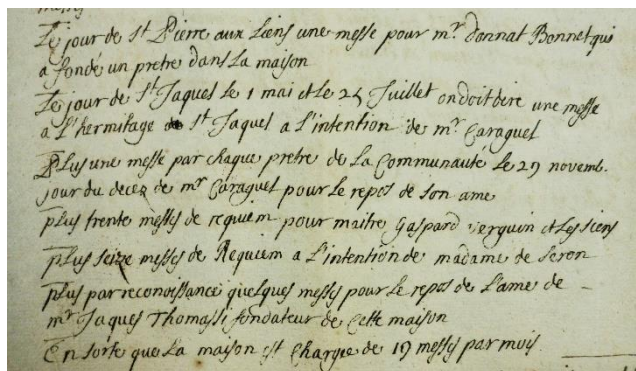 Le jour de St Pierre aux Liens une messe pour mr. donnat Bonnet qui
a fondé un pretre dans La maison
Le jour de St Jaques le 1 mai et Le 25 Juillet on doit dire une messe
a L'hermitage de St Jaques a L'intention de mr Caraguel
Plus une messe par chaque pretre de La Communauté Le 29 novemb.
jour du decez de mr Caraguel pour le repos de son ame
plus trente messes de requiem pour maitre Gaspard verguin et Les siens
plus seize messes de Requiem a L'intention de madame de Seron
plus par reconoissance quelques messes pour Le repos de L'ame de
mr Jaques Thomassi fondateur de Cette maison
En sorte que La maison est Chargée de 19 messes par mois